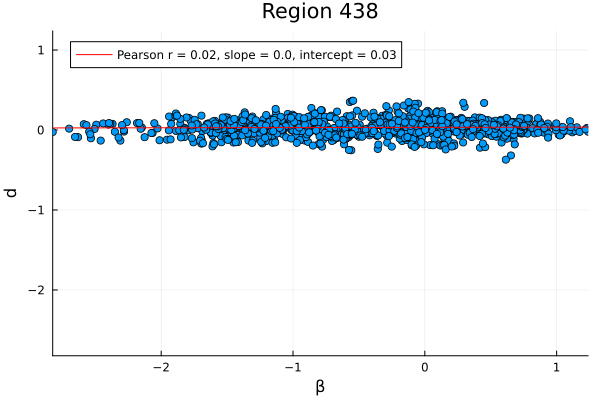 Region 438
Pearson r = 0.02, slope = 0.0, intercept = 0.03
1
0
−1
−2
d
−2 −1 0 1
β